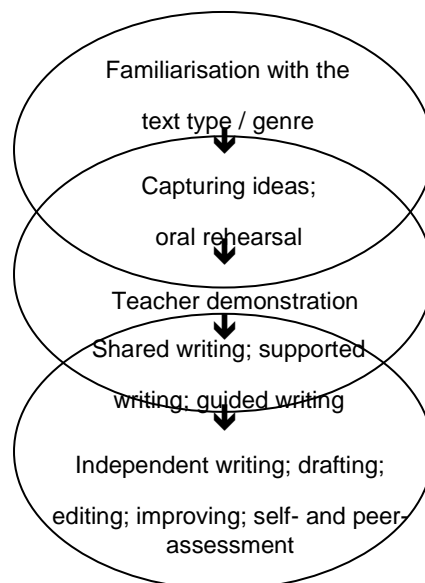 Familiarisation with the
text type / genre
Capturing ideas;
oral rehearsal
Teacher demonstration
Shared writing; supported
writing; guided writing
Independent writing; drafting;
editing; improving; self- and peer-
assessment